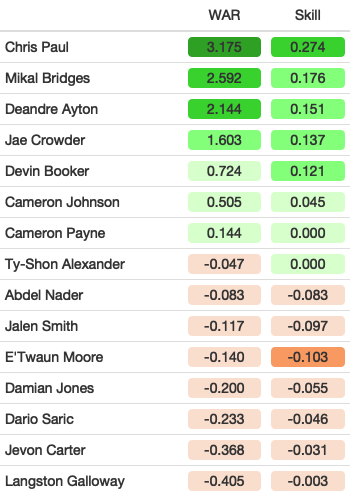 WAR Skill
Chris Paul 3.175 0.274
Mikal Bridges 2.592 0.176
Deandre Ayton 2.144 0.151
Jae Crowder 1.603 0.137
Devin Booker 0.724 0.121
Cameron Johnson 0.505 0.045
Cameron Payne 0.144 0.000
Ty-Shon Alexander -0.047 0.000
Abdel Nader -0.083 -0.083
Jalen Smith -0.117 -0.097
E'Twaun Moore -0.140 -0.103
Damian Jones -0.200 -0.055
Dario Saric -0.233 -0.046
Jevon Carter -0.368 -0.031
Langston Galloway -0.405 -0.003